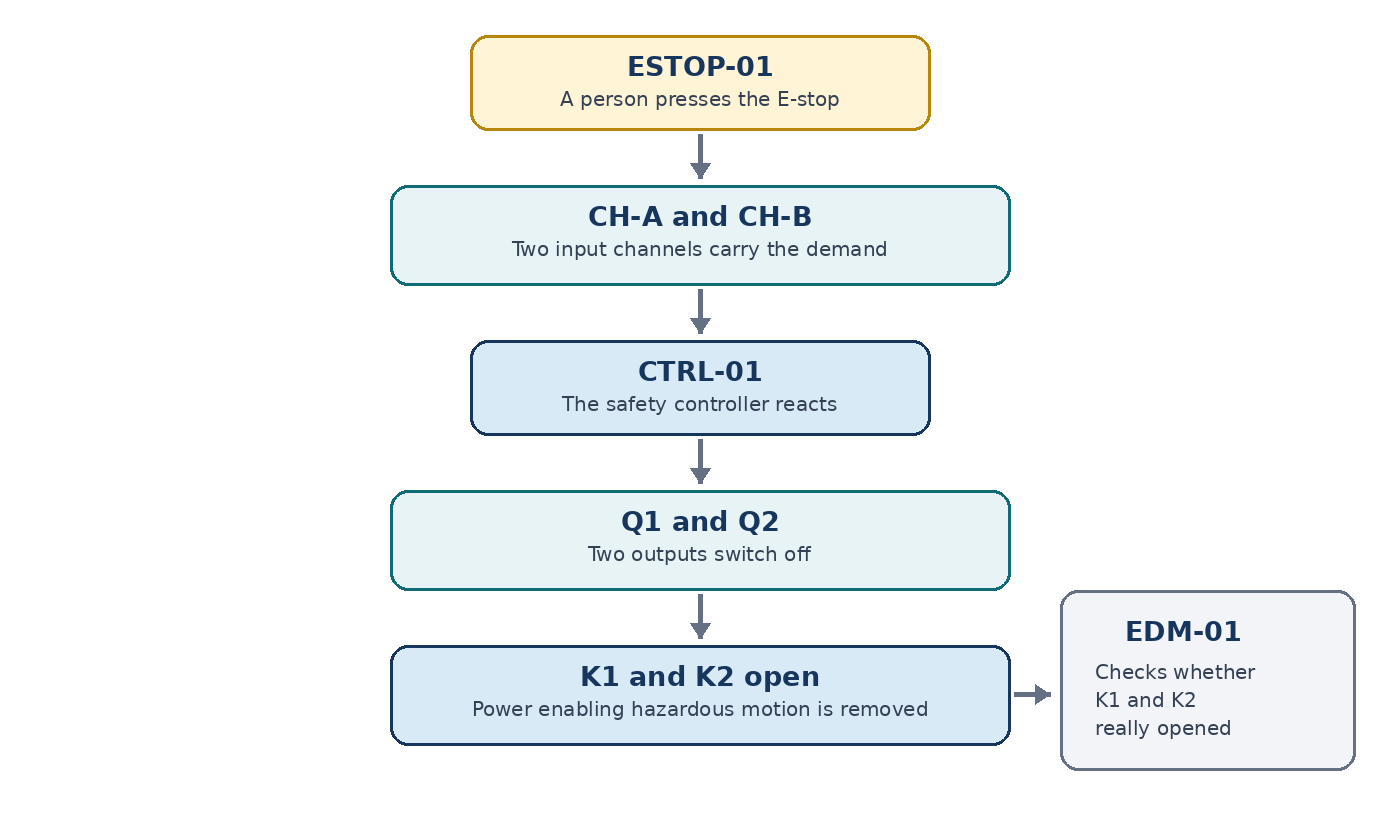 ESTOP-01
A person presses the E-stop
CH-A and CH-B
Two input channels carry the demand
CTRL-01
The safety controller reacts
Q1 and Q2
Two outputs switch off
K1 and K2 open
Power enabling hazardous motion is removed
EDM-01
Checks whether
K1 and K2
really opened